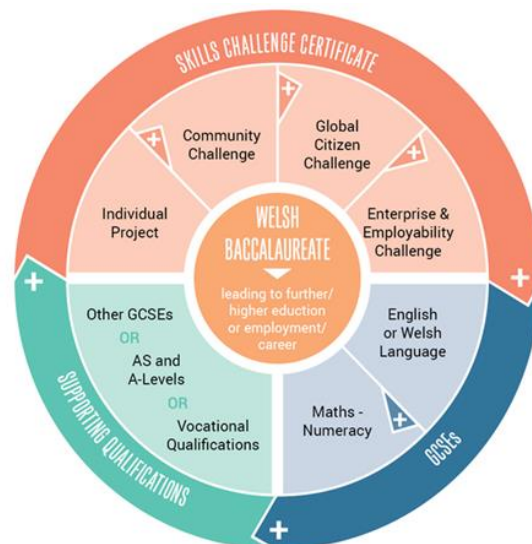 SKILLS CHALLENGE CERTIFICATE
+
+
+
Community
Challenge
Global
Citizen
Challenge
Individual
Project
Enterprise &
Employability
Challenge
WELSH
BACCALAUREATE
leading to further/
higher eduction
or employment/
career
+
+
Other GCSEs
OR
AS and
A-Levels
OR
Vocational
Qualifications
English
or Welsh
Language
Maths -
Numeracy
+
SUPPORTING QUALIFICATIONS
GCSEs
+